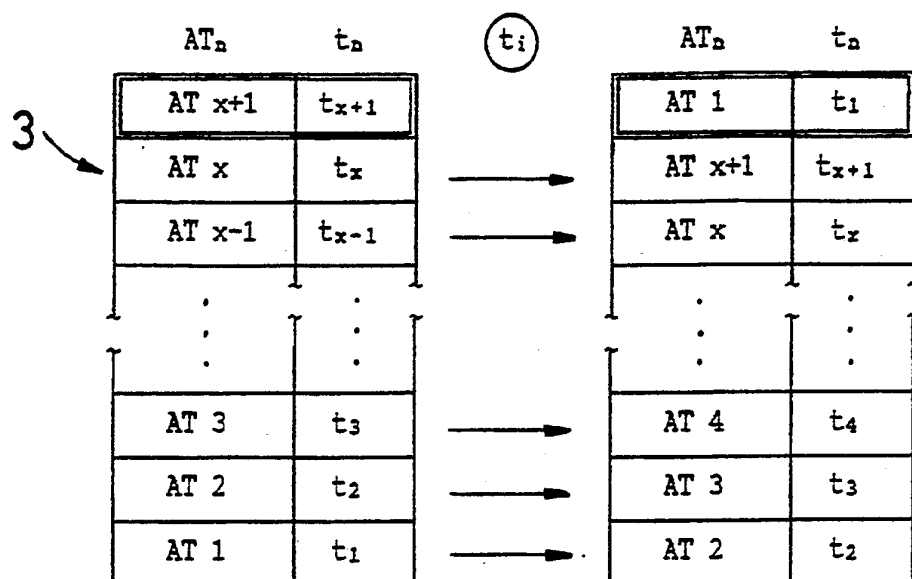 ATn tn ti ATn tn
AT x+1 tx+1 AT 1 t1
3
AT x tx AT x+1 tx+1
AT x-1 tx-1 AT x tx
AT 3 t3 AT 4 t4
AT 2 t2 AT 3 t3
AT 1 t1 AT 2 t2